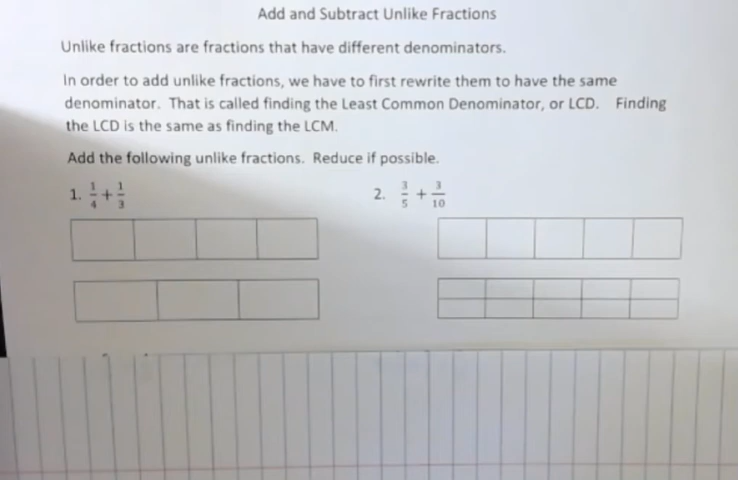 Add and Subtract Unlike Fractions
Unlike fractions are fractions that have different denominators.
In order to add unlike fractions, we have to first rewrite them to have the same
denominator. That is called finding the Least Common Denominator, or LCD. Finding
the LCD is the same as finding the LCM.
Add the following unlike fractions. Reduce if possible.
1. 1/4 + 1/3
2. 3/5 + 3/10